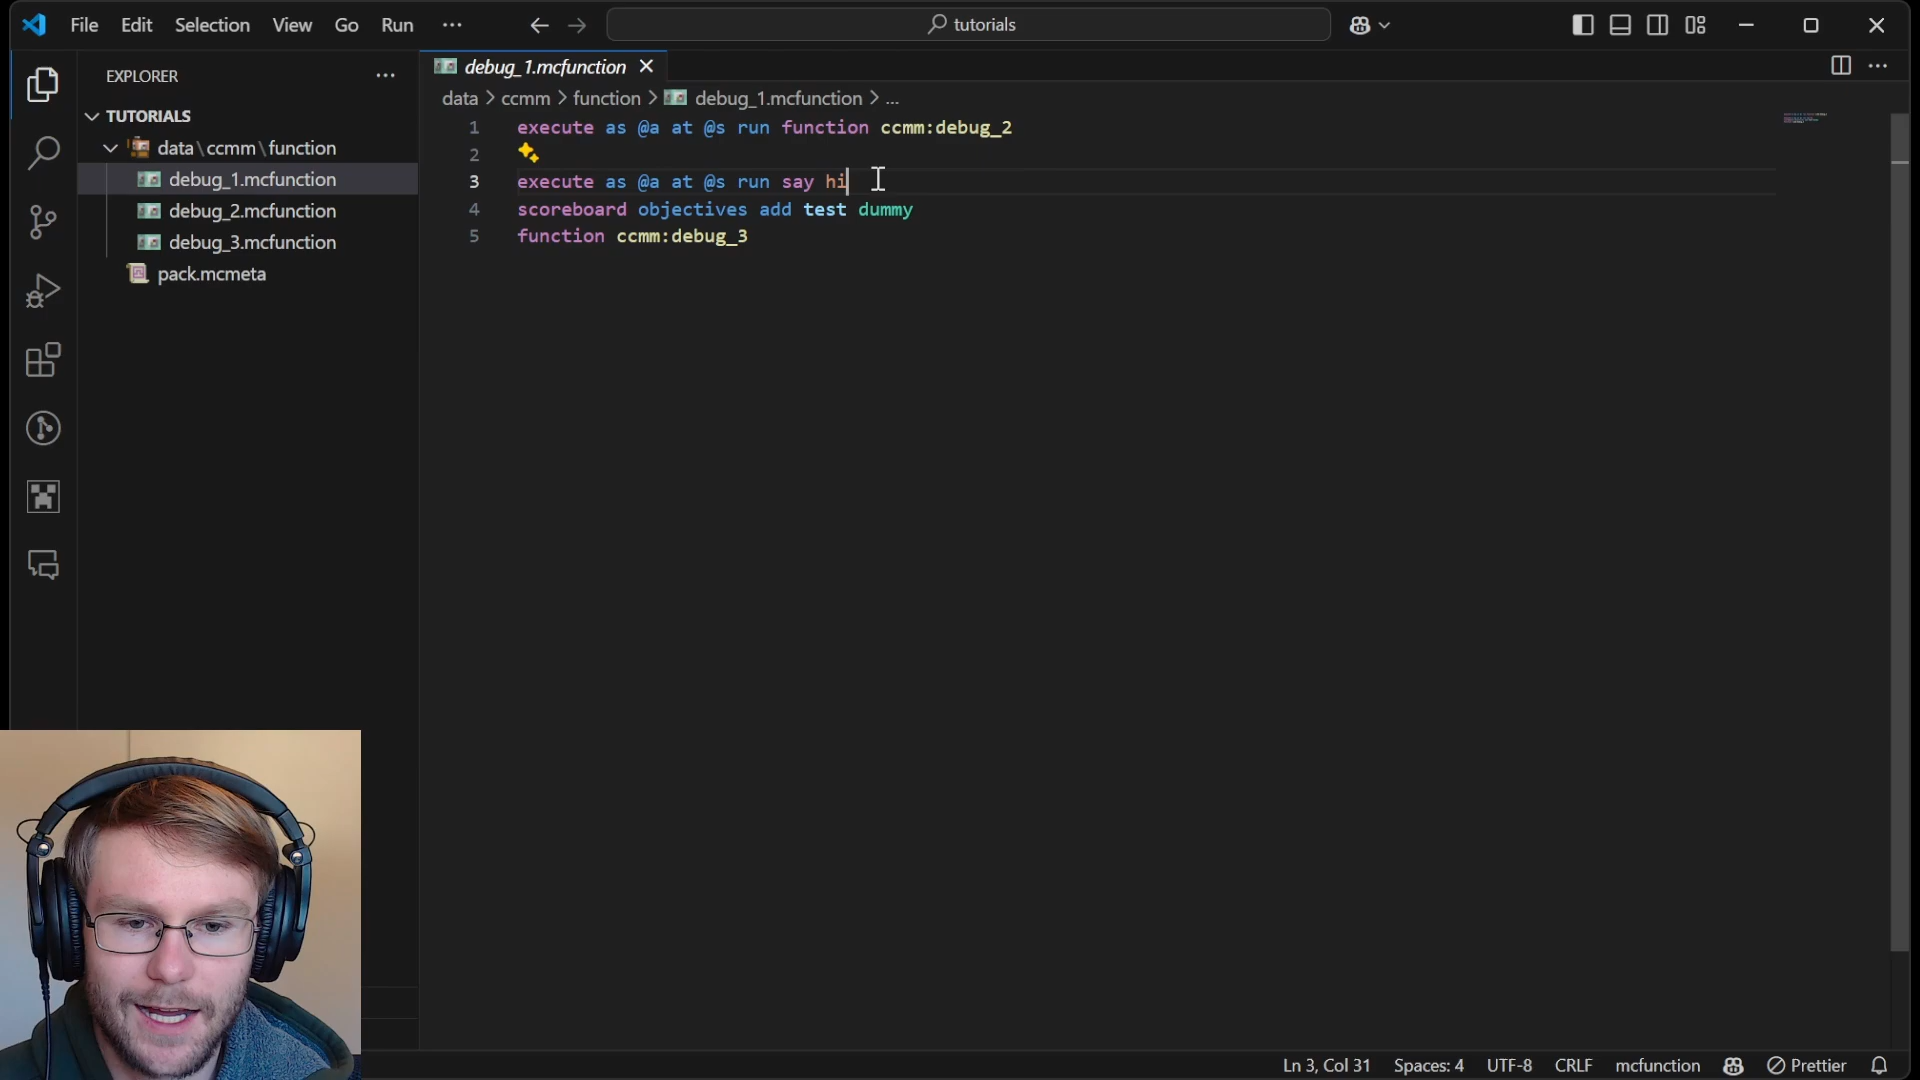 File Edit Selection View Go Run ... tutorials
EXPLORER ...
debug_1.mcfunction
TUTORIALS
data\ccmm\function
debug_1.mcfunction
debug_2.mcfunction
debug_3.mcfunction
pack.mcmeta
data > ccmm > function > debug_1.mcfunction > ...
1 execute as @a at @s run function ccmm:debug_2
2
3 execute as @a at @s run say hi
4 scoreboard objectives add test dummy
5 function ccmm:debug_3
Ln 3, Col 31 Spaces: 4 UTF-8 CRLF mcfunction Prettier